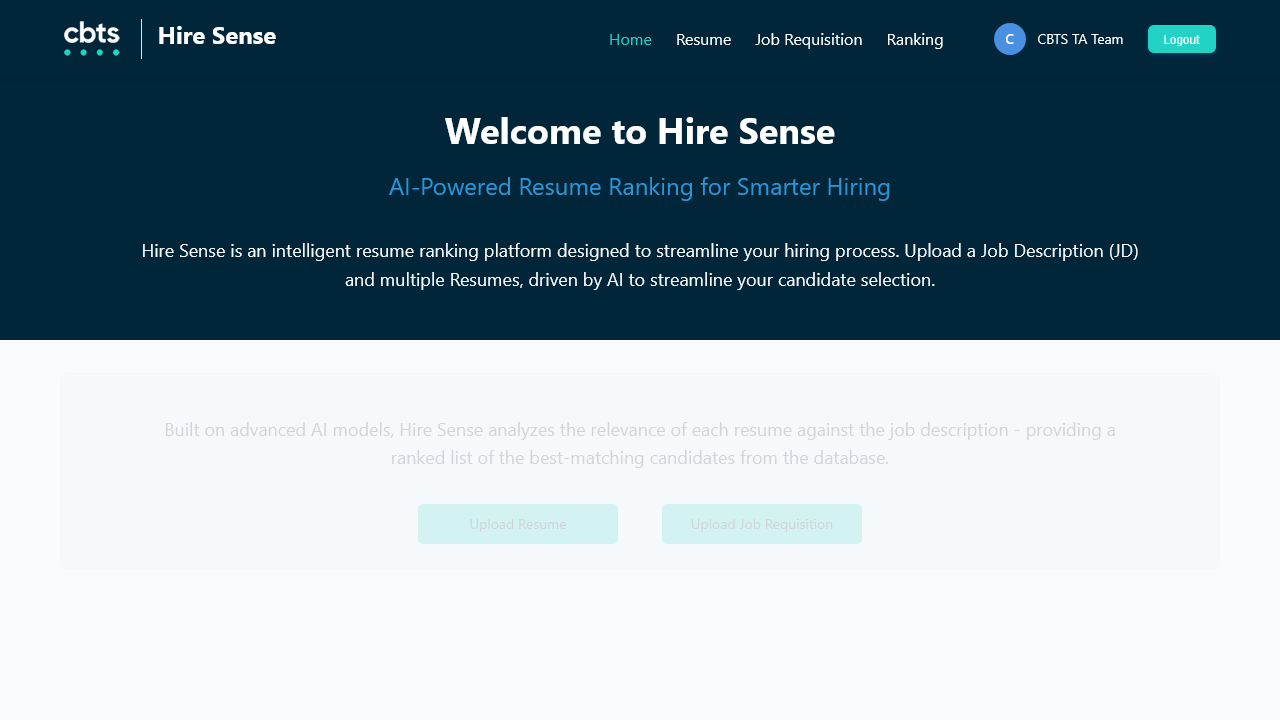 cbts
Hire Sense
Home
Resume
Job Requisition
Ranking
C
CBTS TA Team
Logout
Welcome to Hire Sense
AI-Powered Resume Ranking for Smarter Hiring
Hire Sense is an intelligent resume ranking platform designed to streamline your hiring process. Upload a Job Description (JD)
and multiple Resumes, driven by AI to streamline your candidate selection.
Built on advanced AI models, Hire Sense analyzes the relevance of each resume against the job description - providing a
ranked list of the best-matching candidates from the database.
Upload Resume
Upload Job Requisition